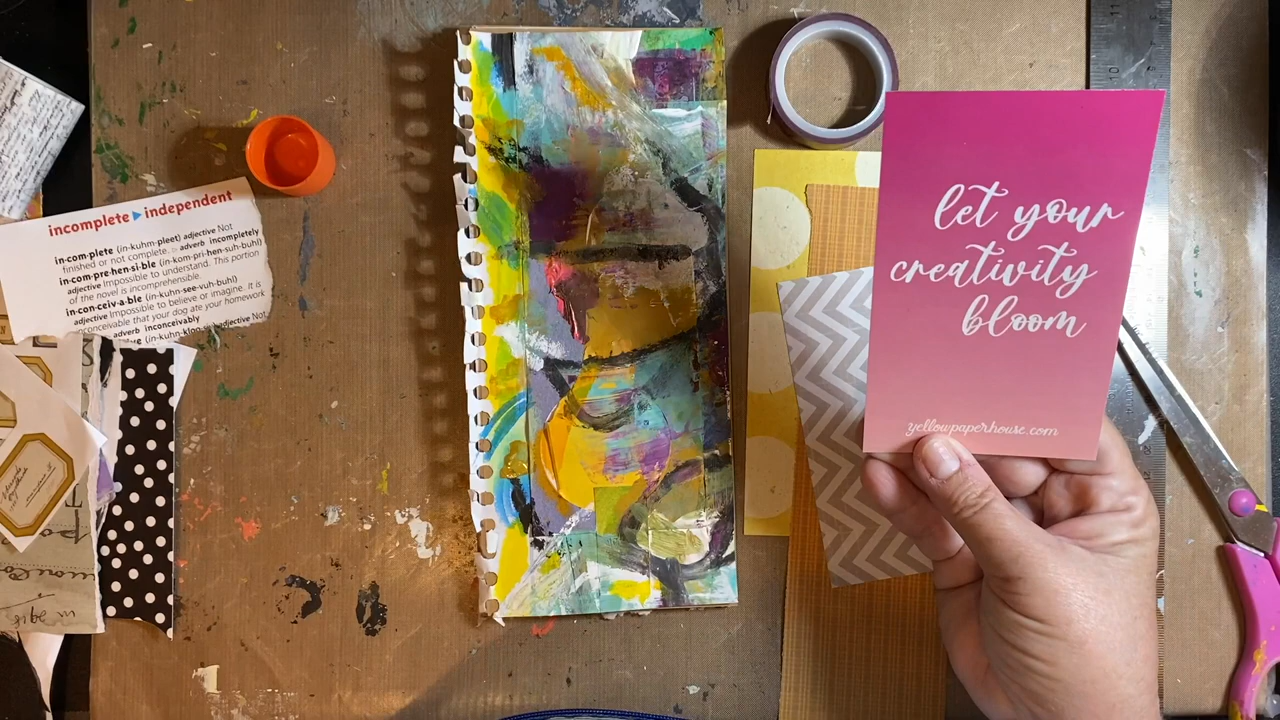 incomplete ▶ independent
in·com·plete (in-kuhm-pleet) adjective Not
finished or not complete. adverb incompletely
in·com·pre·hen·si·ble (in-kom-pri-hen-suh-buhl)
adjective Impossible to understand. This portion
of the novel is incomprehensible.
in·con·ceiv·a·ble (in-kuhn-see-vuh-buhl)
adjective Impossible to believe or imagine. It is
inconceivable that your dog ate your homework
adverb inconceivably
adjective Not
let your
creativity
bloom
yellowpaperhouse.com
10